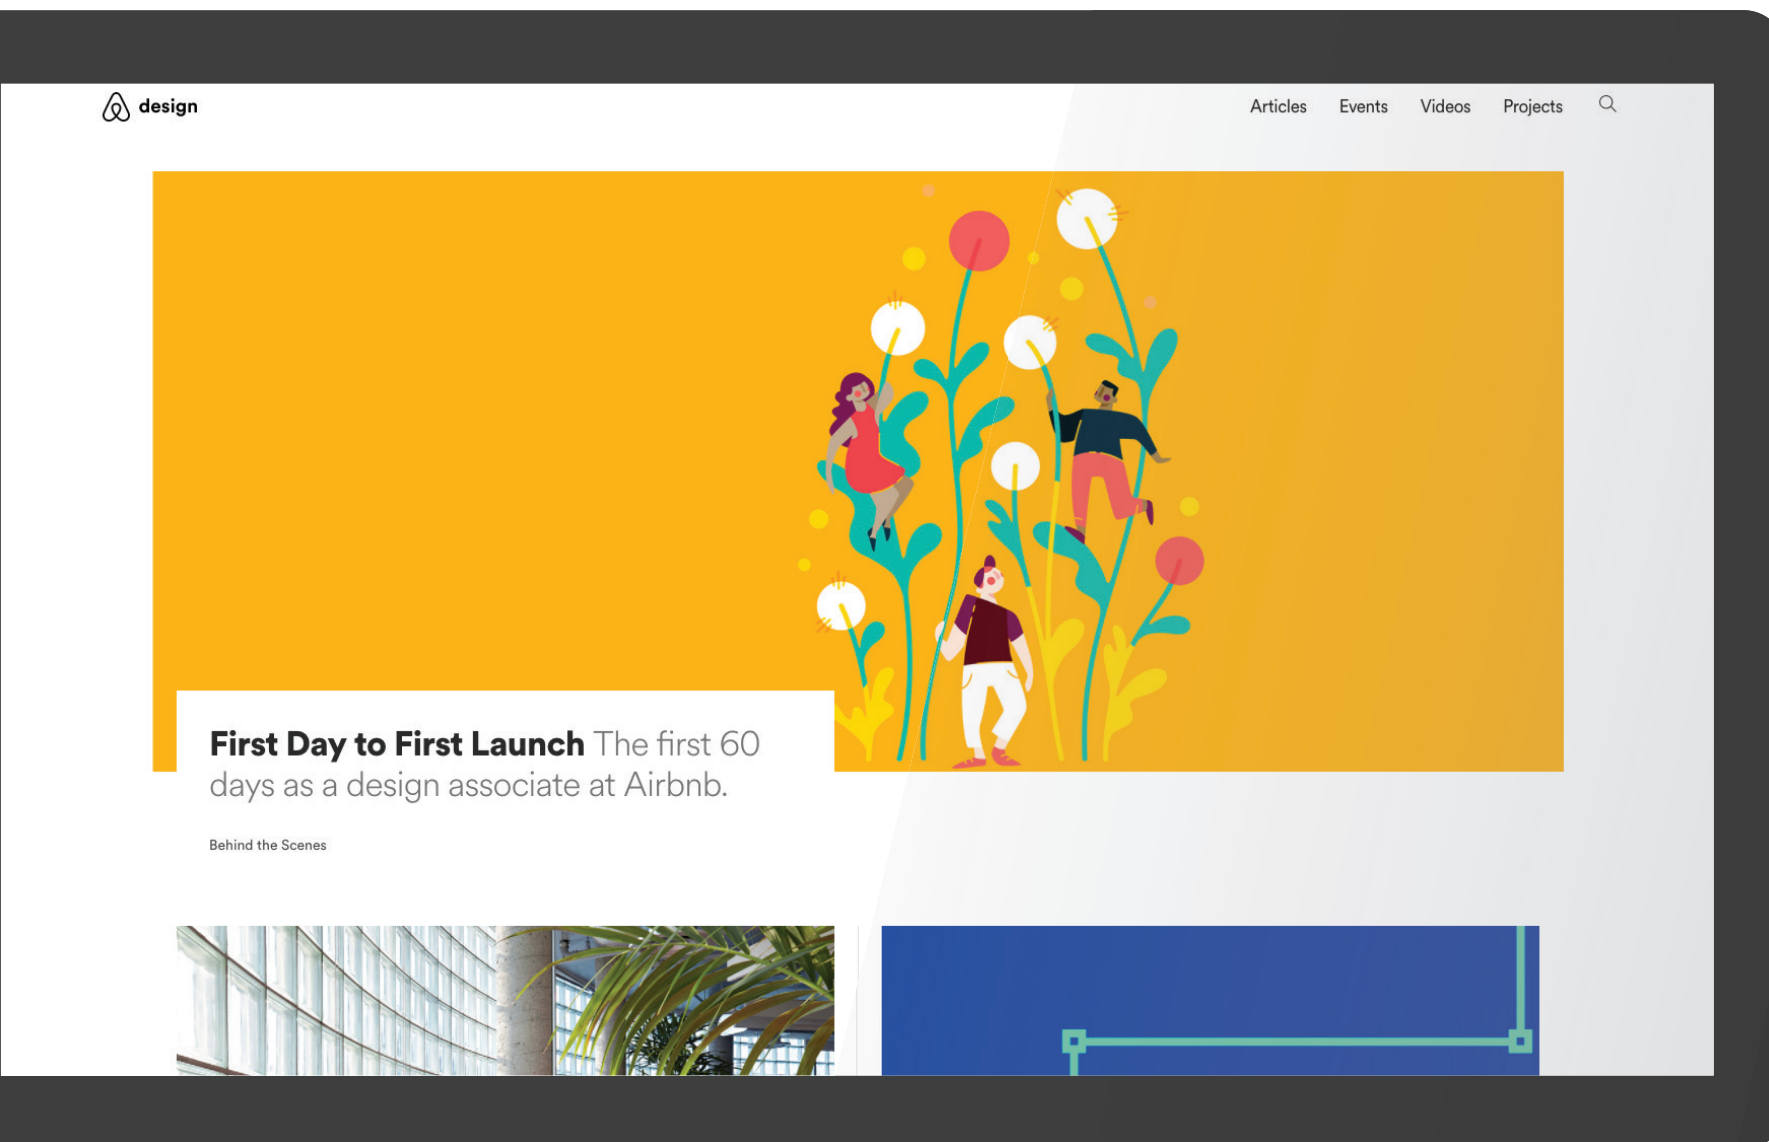 design
Articles Events Videos Projects
First Day to First Launch The first 60
days as a design associate at Airbnb.
Behind the Scenes